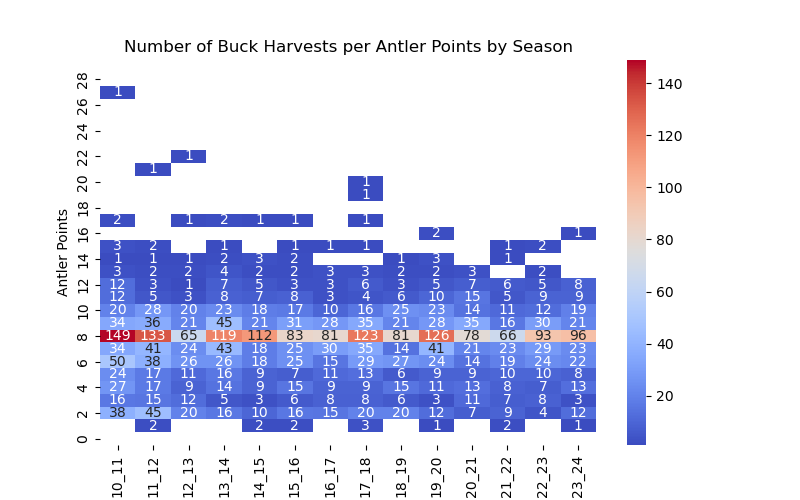 Number of Buck Harvests per Antler Points by Season
Antler Points
28
1
26
24
22 1
1
20 1
1
18
2 1 2 1 1 1
16 2 1
3 2 1 1 1 1 1 2
14 1 1 1 2 3 2 1 3 1
3 2 2 4 2 2 3 3 2 2 3 2
12 12 3 1 7 5 3 3 6 3 5 7 6 5 8
12 5 3 8 7 8 3 4 6 10 15 5 9 9
10 20 28 20 23 18 17 10 16 25 23 14 11 12 19
34 36 21 45 21 31 28 35 21 28 35 16 30 21
8 149 133 65 119 112 83 81 123 81 126 78 66 93 96
34 41 24 43 18 25 30 35 14 41 21 23 29 23
6 50 38 26 26 18 25 15 29 27 24 14 19 23 22
24 17 11 16 9 7 11 13 6 9 9 10 10 8
4 27 17 9 14 9 15 9 9 15 11 13 8 7 13
16 15 12 5 3 6 8 8 6 3 11 7 8 3
2 38 45 20 16 10 16 15 20 20 12 7 9 4 12
2 2 2 3 1 2 1
0
10_11 11_12 12_13 13_14 14_15 15_16 16_17 17_18 18_19 19_20 20_21 21_22 22_23 23_24
140
120
100
80
60
40
20